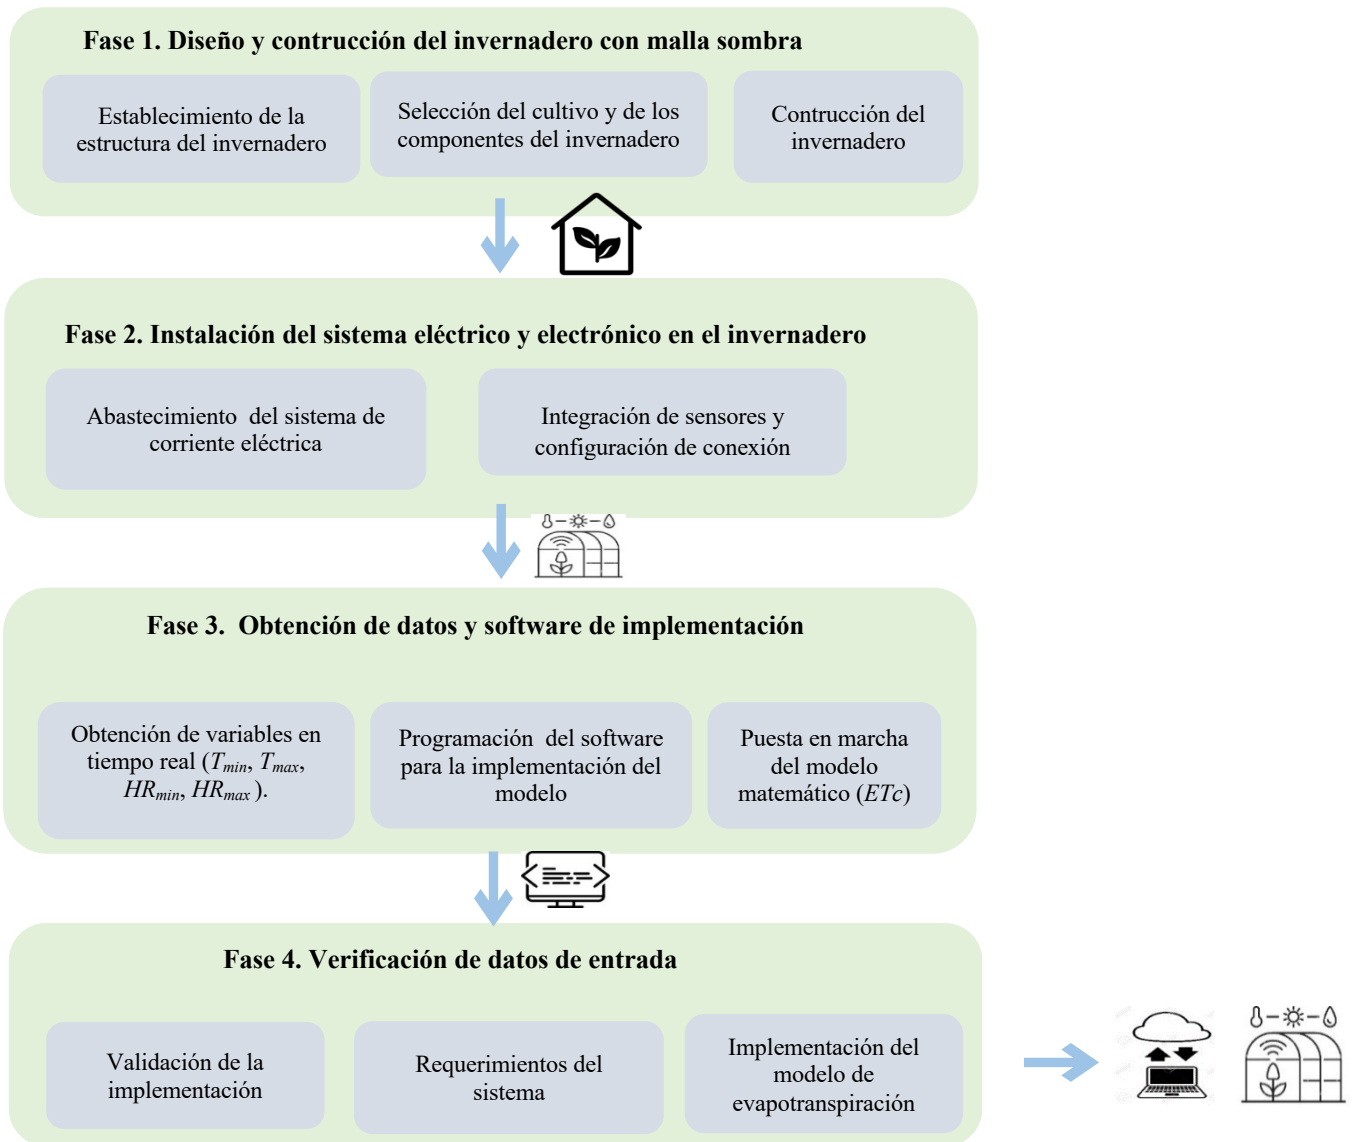 Fase 1. Diseño y contrucción del invernadero con malla sombra
Establecimiento de la
estructura del invernadero
Selección del cultivo y de los
componentes del invernadero
Contrucción del
invernadero
Fase 2. Instalación del sistema eléctrico y electrónico en el invernadero
Abastecimiento del sistema de
corriente eléctrica
Integración de sensores y
configuración de conexión
Fase 3. Obtención de datos y software de implementación
Obtención de variables en
tiempo real (Tmin, Tmax,
HRmin, HRmax ).
Programación del software
para la implementación del
modelo
Puesta en marcha
del modelo
matemático (ETc)
Fase 4. Verificación de datos de entrada
Validación de la
implementación
Requerimientos del
sistema
Implementación del
modelo de
evapotranspiración